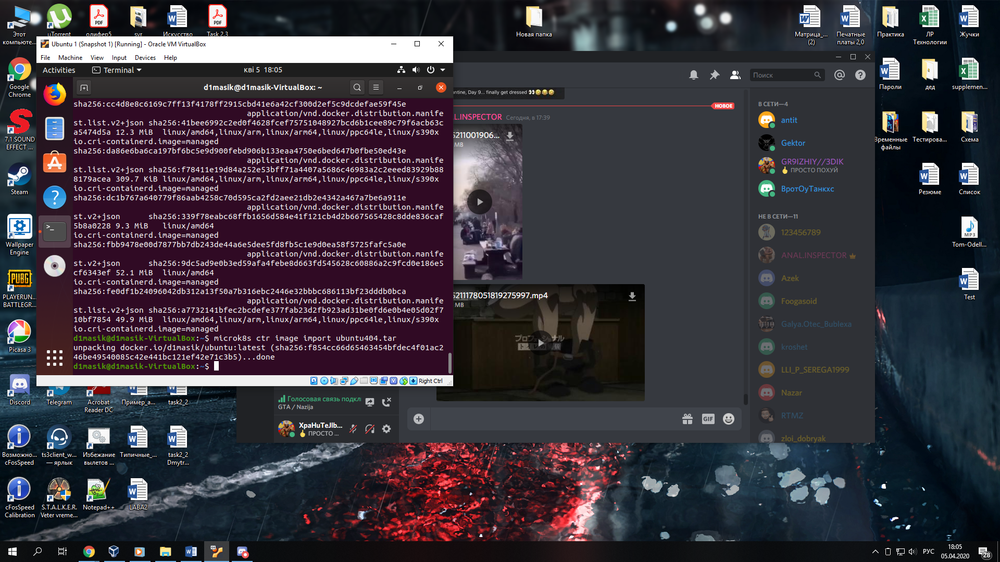 Этот
компьюте...
uTorrent
олифер5
svr
Искусство
Task 2.3
Новая папка
Матрица_...
(2)
Печатные
платы 2,0
Практика
ЛР
Технологии
Жучки
Ubuntu 1 (Snapshot 1) [Running] - Oracle VM VirtualBox
File Machine View Input Devices Help
Activities Terminal кві 5 18:05
d1masik@d1masik-VirtualBox: ~
sha256:cc4d8e8c6169c7ff13f4178ff2915cbd41e6a42cf300d2ef5c9dcdefae59f45e
application/vnd.docker.distribution.manife
st.list.v2+json sha256:41bee6992c2ed0f4628fcef75751048927bcd6b1cee89c79f6acb63c
a5474d5a 12.3 MiB linux/amd64,linux/arm,linux/arm64,linux/ppc64le,linux/s390x
io.cri-containerd.image=managed
sha256:da86e6ba6ca197bf6bc5e9d900febd906b133eaa4750e6bed647b0fbe50ed43e
application/vnd.docker.distribution.manife
st.list.v2+json sha256:f78411e19d84a252e53bff71a4407a5686c46983a2c2eeed83929b88
8179acea 309.7 KiB linux/amd64,linux/arm,linux/arm64,linux/ppc64le,linux/s390x
io.cri-containerd.image=managed
sha256:dc1b767a640779f86aab4258c70d595ca2fd2aee21db2e4342a467a7be6a911e
application/vnd.docker.distribution.manife
st.v2+json sha256:339f78eabc68ffb1656d584e41f121cb4d2b667565428c8dde836caf
5b8a0228 9.3 MiB linux/amd64
io.cri-containerd.image=managed
sha256:fbb9478e00d7877bb7db243de44a6e5dee5fd8fb5c1e9d0ea58f5725fafc5a0e
application/vnd.docker.distribution.manife
st.v2+json sha256:9dc5ad9e0b3ed59afa4febe8d663fd545628c60886a2c9fcd0e186e5
cf6343ef 52.1 MiB linux/amd64
io.cri-containerd.image=managed
sha256:fe0df1b24096042db312a13f50a7b316ebc2446e32bbbc686113bf23dddb0bca
application/vnd.docker.distribution.manife
st.list.v2+json sha256:a7732141bfec2bcdefe377fab23d2fb923ad31be0fd6e0b4e05d02f7
10bf7854 49.9 MiB linux/amd64,linux/arm,linux/arm64,linux/ppc64le,linux/s390x
io.cri-containerd.image=managed
d1masik@d1masik-VirtualBox:~$ microk8s ctr image import ubuntu404.tar
unpacking docker.io/d1masik/ubuntu:latest (sha256:f854cc66d65463454bfdec4f01ac2
46be49540085c42e441bc121ef42e71c3b5)...done
d1masik@d1masik-VirtualBox:~$
Right Ctrl
Поиск
antine, Day 9... finally get dressed
НОВОЕ
AL.INSPECTOR Сегодня, в 17:39
5211001906...
MB
5211178051819275997.mp4
MB
プロフェッショナル
В СЕТИ—4
antit
Gektor
GR9IZHIY//3DIK
ПРОСТО ПОХУЙ
ВротОуТанкхс
НЕ В СЕТИ—11
123456789
ANAL.INSPECTOR
Azek
Foogasoid
Galya.Otec_Bublexa
kroshet
LLI_P_SEREGA1999
Nazar
RTMZ
zloi_dobryak
Голосовая связь подкл
GTA / Nazija
XpaHuTeJIb...
ПРОСТО ...
GIF
Google
Chrome
7.1 SOUND
EFFECT ...
Steam
Wallpaper
Engine
PUBG
PLAYERUN...
BATTLEGR...
Picasa 3
Discord
Telegram
Acrobat
Reader DC
Пример_а...
task2_2
Возможно...
cFosSpeed
ts3client_w...
— ярлык
Избежание
вылетов ...
Типичные_...
task2_2
Dmytr...
cFosSpeed
Calibration
S.T.A.L.K.E.R.
Veter vreme...
Notepad++
LABA2
Пароли
дед
supplemen...
Временные
файлы
Тестирова...
Схема
Резюме
Список
MP3
Tom-Odell...
Test
РУС
18:05
05.04.2020
28